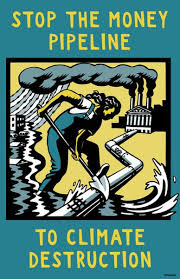 STOP THE MONEY
PIPELINE
TO CLIMATE
DESTRUCTION